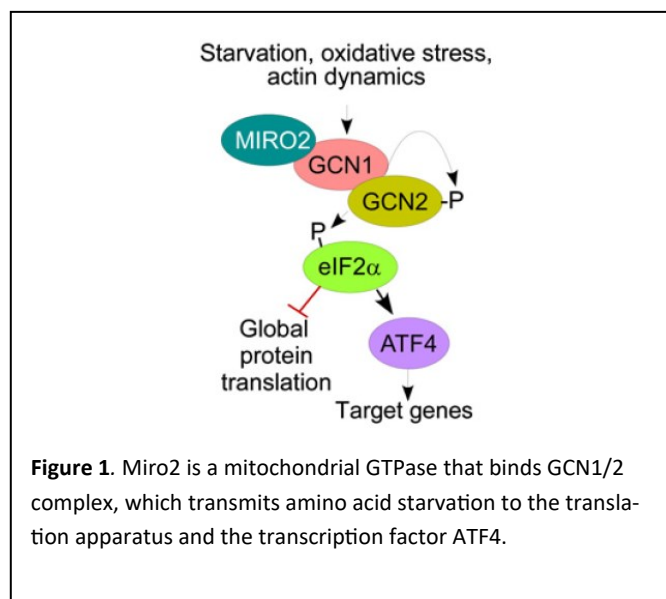 Starvation, oxidative stress,
actin dynamics
MIRO2
GCN1
GCN2 -P
P
eIF2α
Global
protein
translation
ATF4
Target genes
Figure 1. Miro2 is a mitochondrial GTPase that binds GCN1/2
complex, which transmits amino acid starvation to the transla-
tion apparatus and the transcription factor ATF4.